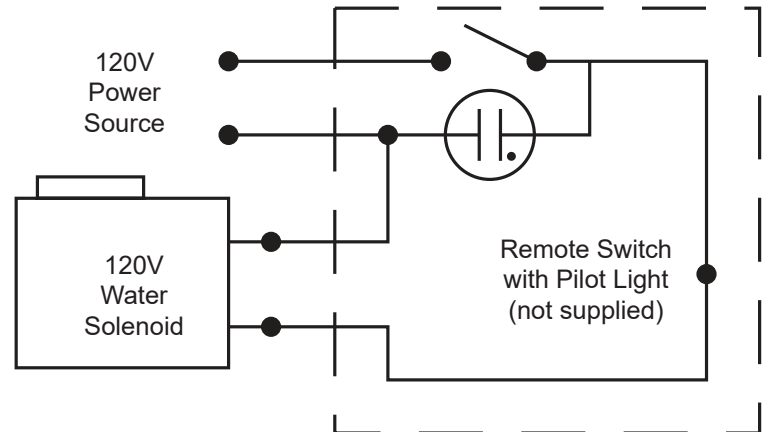 120V
Power
Source
120V
Water
Solenoid
Remote Switch
with Pilot Light
(not supplied)